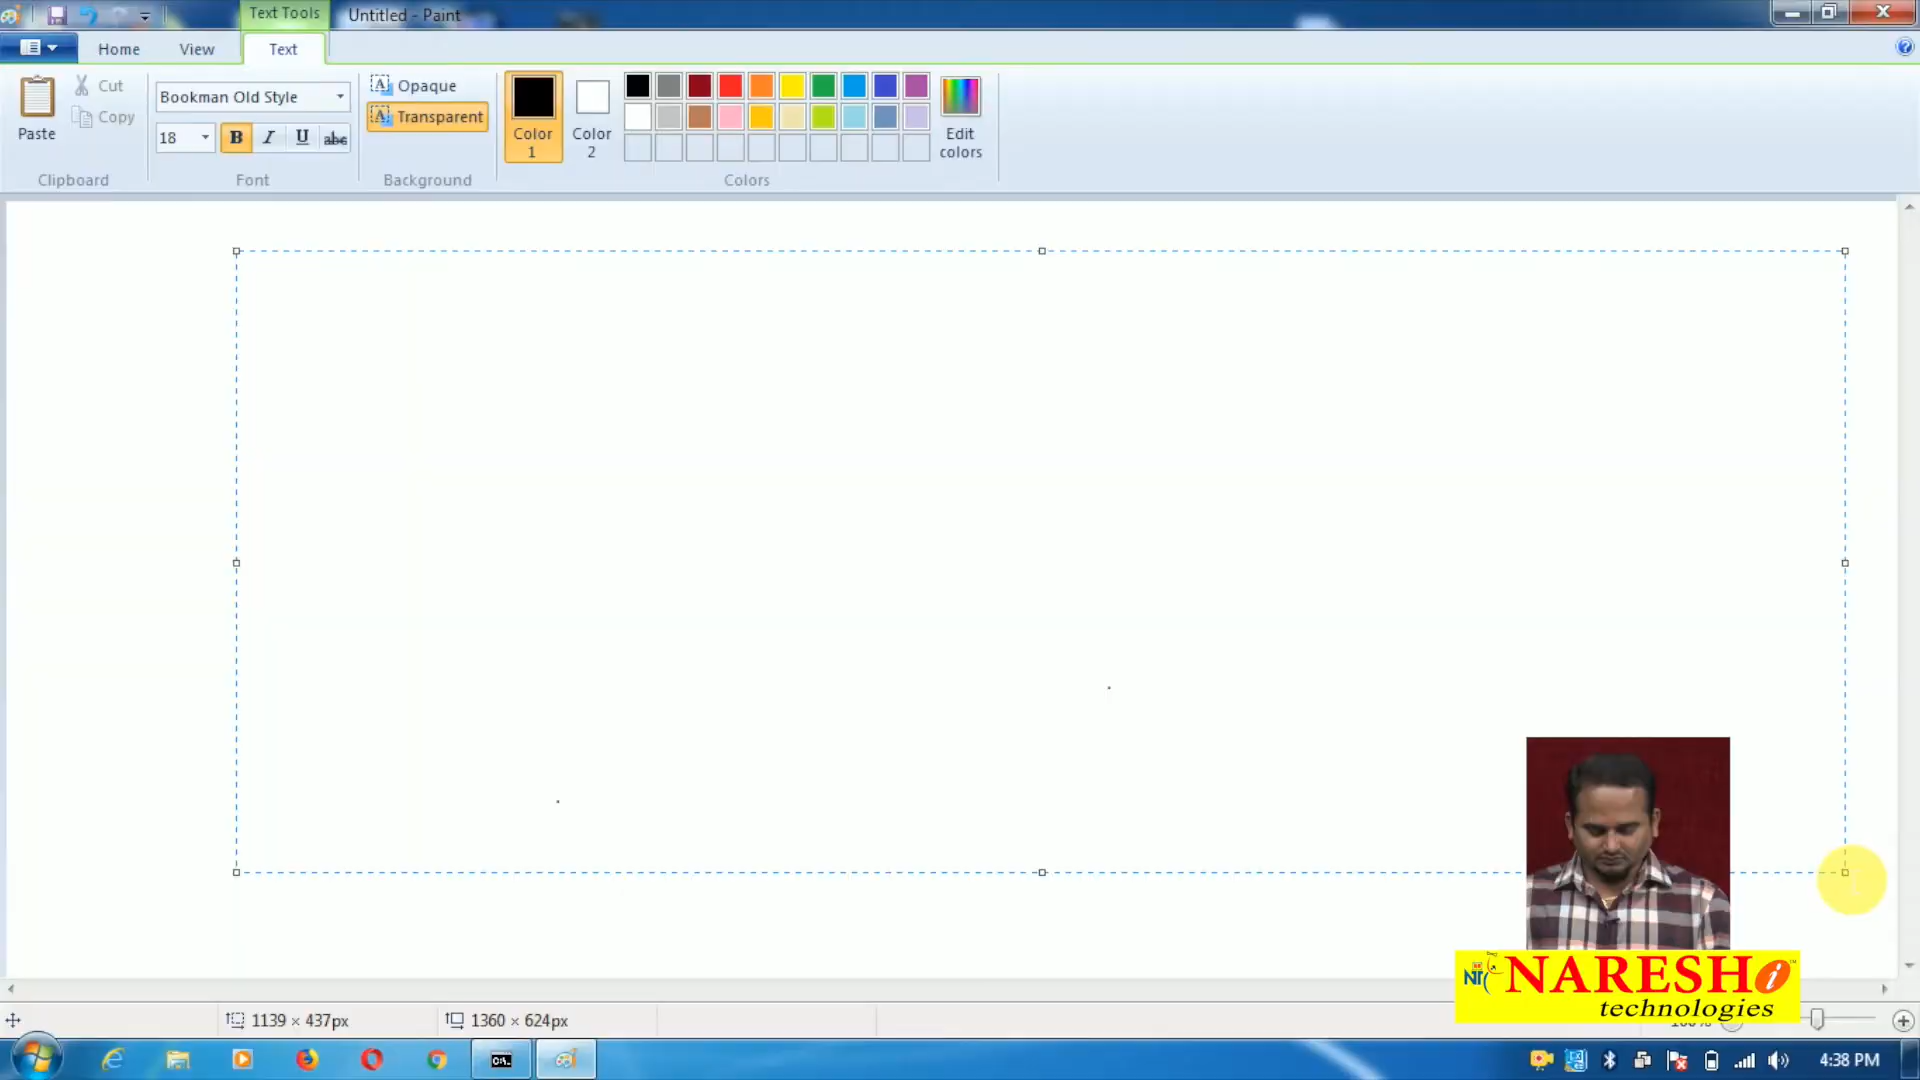 Text Tools
Untitled - Paint
Home
View
Text
Paste
Cut
Copy
Clipboard
Bookman Old Style
18
B
I
U
abc
Font
A Opaque
A Transparent
Background
Color
1
Color
2
Edit
colors
Colors
NARESH i
technologies
1139 × 437px
1360 × 624px
4:38 PM